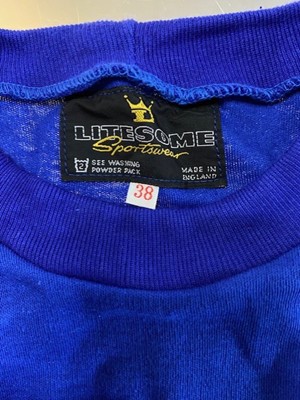 LITESOME
Sportswear
SEE WASHING
POWDER PACK
MADE IN
ENGLAND
38